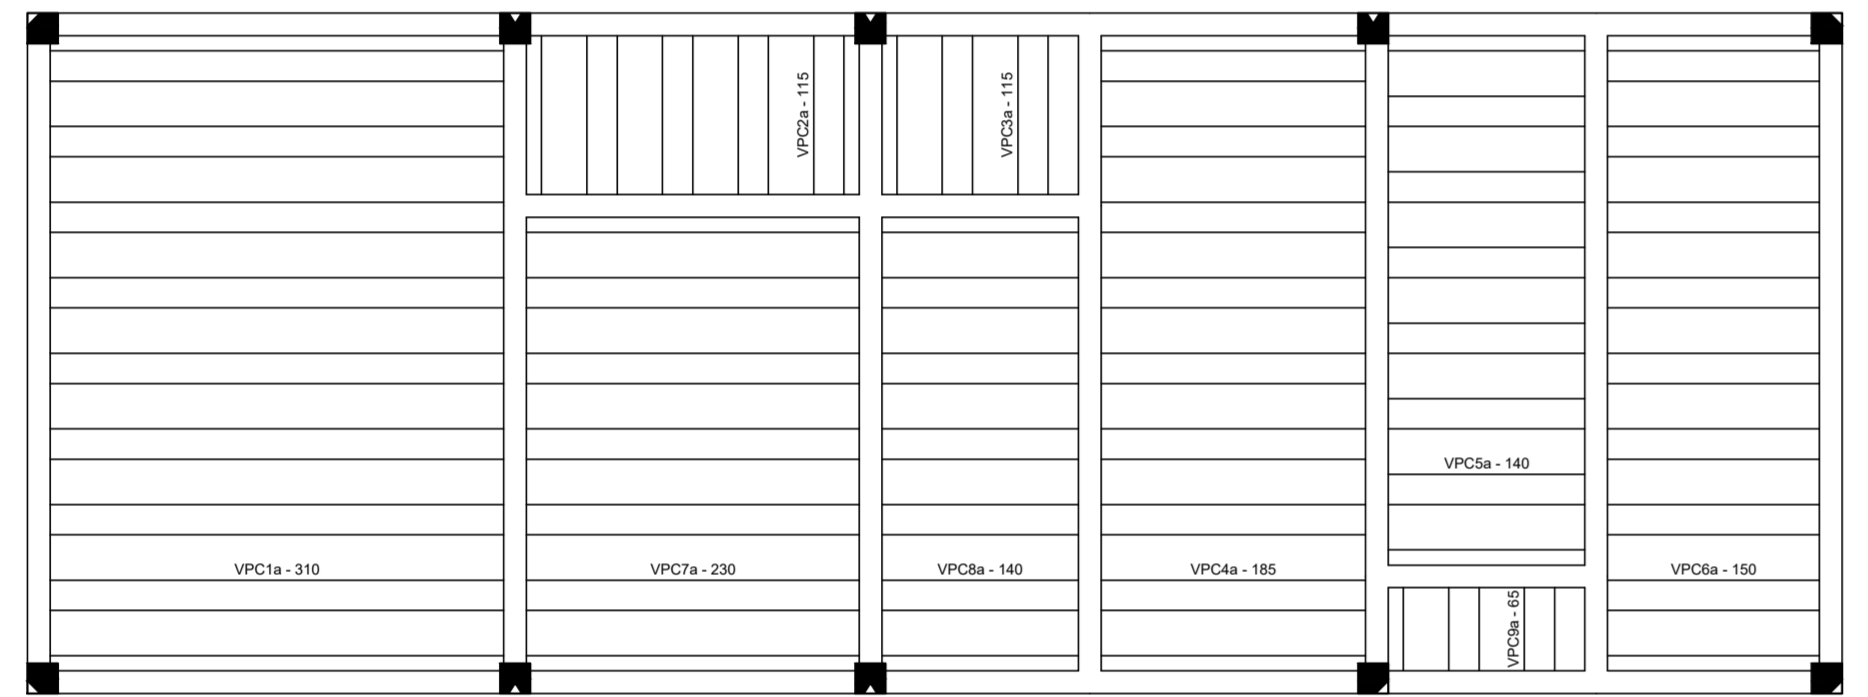 VPC2a - 115
VPC3a - 115
VPC5a - 140
VPC1a - 310
VPC7a - 230
VPC8a - 140
VPC4a - 185
VPC6a - 150
VPC9a - 65